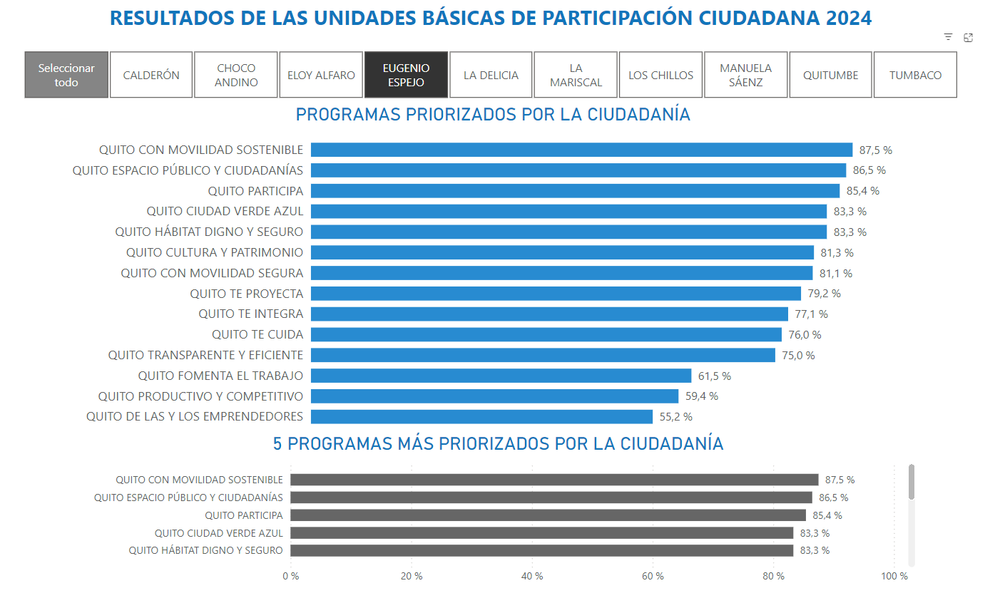 RESULTADOS DE LAS UNIDADES BÁSICAS DE PARTICIPACIÓN CIUDADANA 2024
Seleccionar
todo
CALDERÓN
CHOCO
ANDINO
ELOY ALFARO
EUGENIO
ESPEJO
LA DELICIA
LA
MARISCAL
LOS CHILLOS
MANUELA
SÁENZ
QUITUMBE
TUMBACO
PROGRAMAS PRIORIZADOS POR LA CIUDADANÍA
QUITO CON MOVILIDAD SOSTENIBLE 87,5 %
QUITO ESPACIO PÚBLICO Y CIUDADANÍAS 86,5 %
QUITO PARTICIPA 85,4 %
QUITO CIUDAD VERDE AZUL 83,3 %
QUITO HÁBITAT DIGNO Y SEGURO 83,3 %
QUITO CULTURA Y PATRIMONIO 81,3 %
QUITO CON MOVILIDAD SEGURA 81,1 %
QUITO TE PROYECTA 79,2 %
QUITO TE INTEGRA 77,1 %
QUITO TE CUIDA 76,0 %
QUITO TRANSPARENTE Y EFICIENTE 75,0 %
QUITO FOMENTA EL TRABAJO 61,5 %
QUITO PRODUCTIVO Y COMPETITIVO 59,4 %
QUITO DE LAS Y LOS EMPRENDEDORES 55,2 %
5 PROGRAMAS MÁS PRIORIZADOS POR LA CIUDADANÍA
QUITO CON MOVILIDAD SOSTENIBLE 87,5 %
QUITO ESPACIO PÚBLICO Y CIUDADANÍAS 86,5 %
QUITO PARTICIPA 85,4 %
QUITO CIUDAD VERDE AZUL 83,3 %
QUITO HÁBITAT DIGNO Y SEGURO 83,3 %
0 % 20 % 40 % 60 % 80 % 100 %